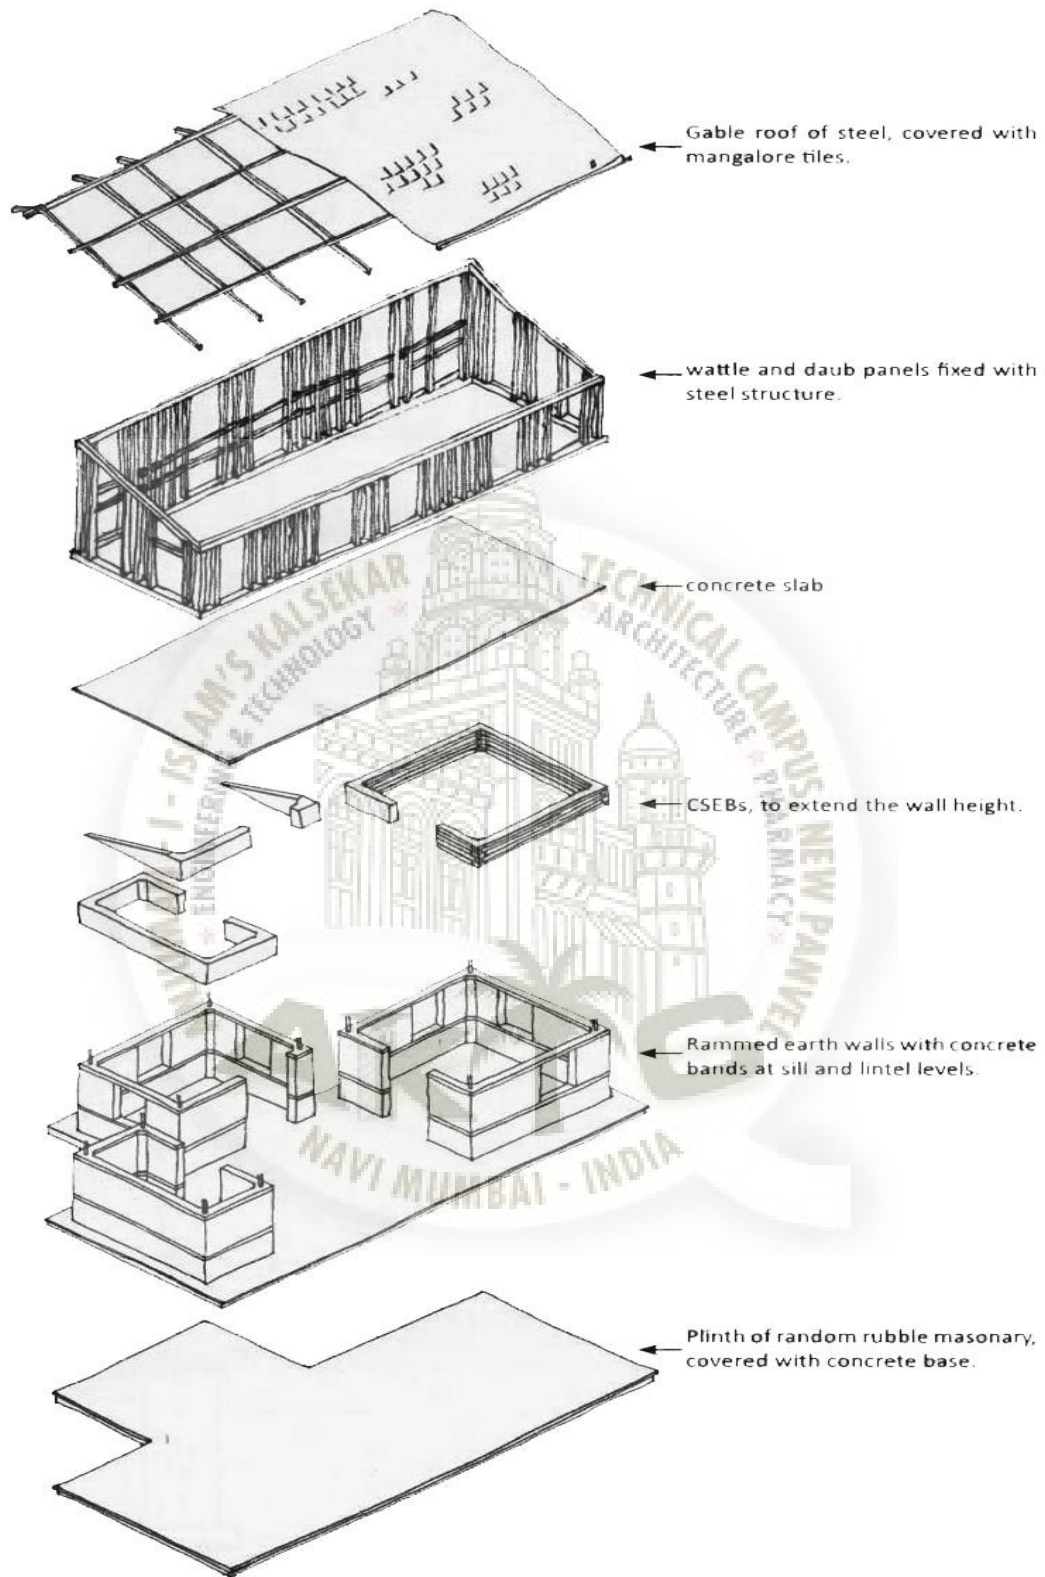 Gable roof of steel, covered with
mangalore tiles.
wattle and daub panels fixed with
steel structure.
concrete slab
CSEBs, to extend the wall height.
Rammed earth walls with concrete
bands at sill and lintel levels.
Plinth of random rubble masonary,
covered with concrete base.
I - ISLAM'S KALSEKAR TECHNICAL CAMPUS NEW PANVEL
ENGINEERING & TECHNOLOGY * ARCHITECTURE * PHARMACY *
NAVI MUMBAI - INDIA